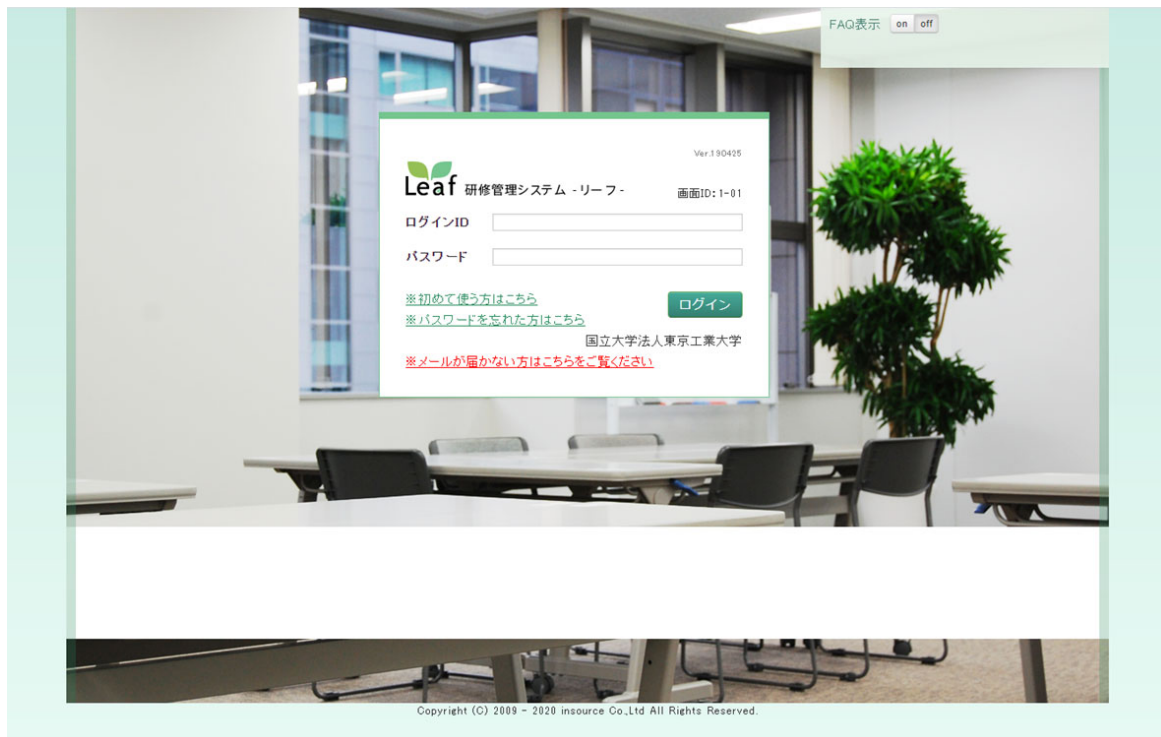 FAQ表示 on off
Ver.190425
Leaf 研修管理システム -リーフ- 画面ID:1-01
ログインID
パスワード
※初めて使う方はこちら ログイン
※パスワードを忘れた方はこちら
国立大学法人東京工業大学
※メールが届かない方はこちらをご覧ください
Copyright (C) 2009 - 2020 insource Co.,Ltd All Rights Reserved.